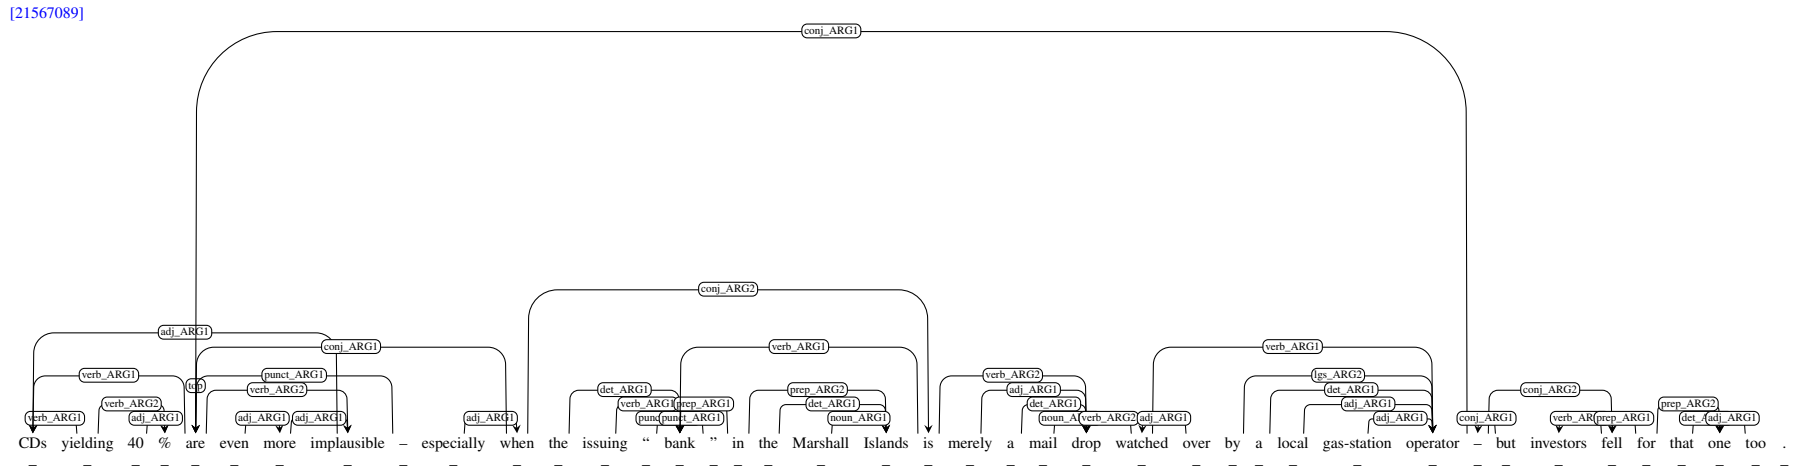 [21567089]
conj_ARG1
conj_ARG2
adj_ARG1
conj_ARG1 verb_ARG1 verb_ARG1
verb_ARG1 punct_ARG1 verb_ARG2 lgs_ARG2
top verb_ARG2 det_ARG1 prep_ARG2 adj_ARG1 det_ARG1 conj_ARG2
verb_ARG2 verb_ARG1 prep_ARG1 det_ARG1 det_ARG1 adj_ARG1 prep_ARG2
verb_ARG1 adj_ARG1 adj_ARG1 adj_ARG1 adj_ARG1 punct_ARG1 noun_ARG1 verb_ARG2 adj_ARG1 adj_ARG1 conj_ARG1 prep_ARG1 adj_ARG1
CDs yielding 40 % are even more implausible – especially when the issuing “ bank ” in the Marshall Islands is merely a mail drop watched over by a local gas-station operator – but investors fell for that one too .
_ _ _ _ _ _ _ _ _ _ _ _ _ _ _ _ _ _ _ _ _ _ _ _ _ _ _ _ _ _ _ _ _ _ _ _ _ _ _ _ _